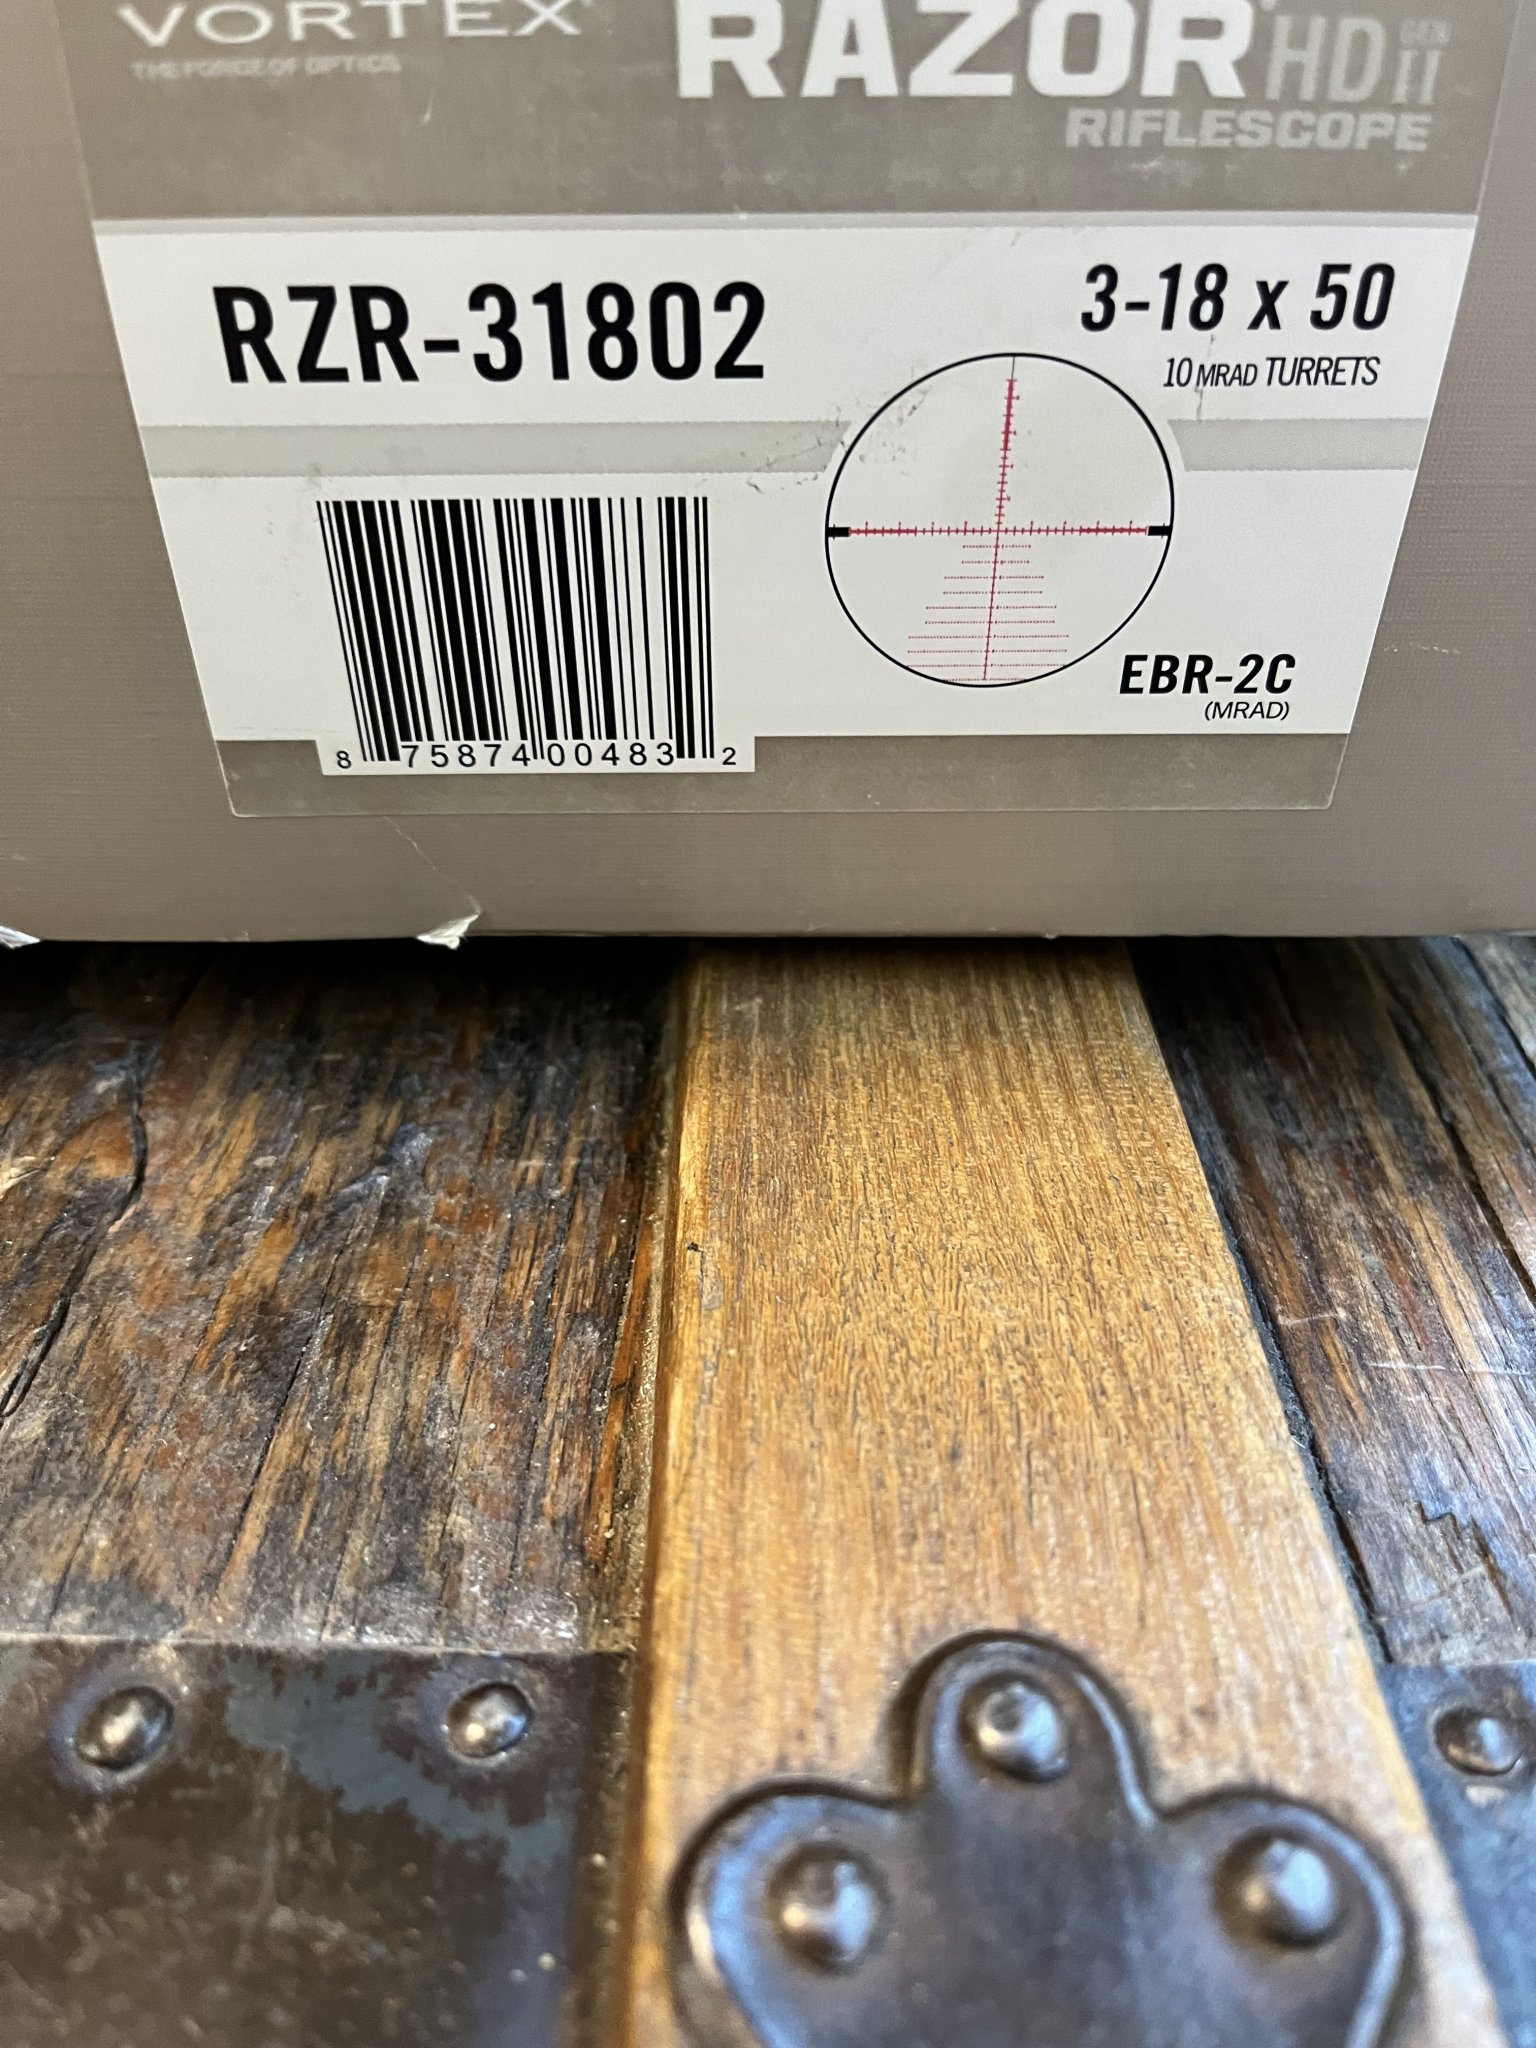 VORTEX®
THE FORCE OF OPTICS
RAZOR® HD GEN II
RIFLESCOPE
RZR-31802
3-18 x 50
10 MRAD TURRETS
EBR-2C
(MRAD)
8 75874 00483 2